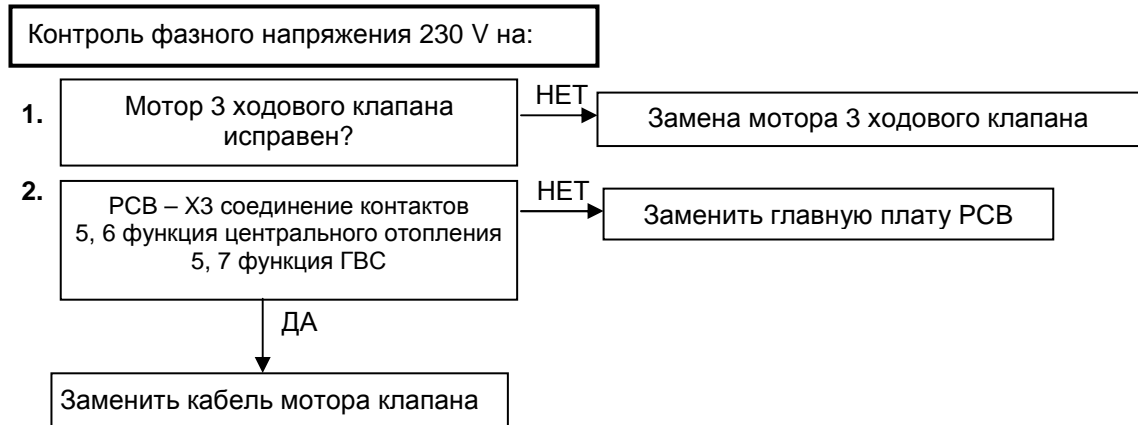 Контроль фазного напряжения 230 V на:
1.
Мотор 3 ходового клапана
исправен?
НЕТ
Замена мотора 3 ходового клапана
2.
PCB – X3 соединение контактов
5, 6 функция центрального отопления
5, 7 функция ГВС
НЕТ
Заменить главную плату PCB
ДА
Заменить кабель мотора клапана